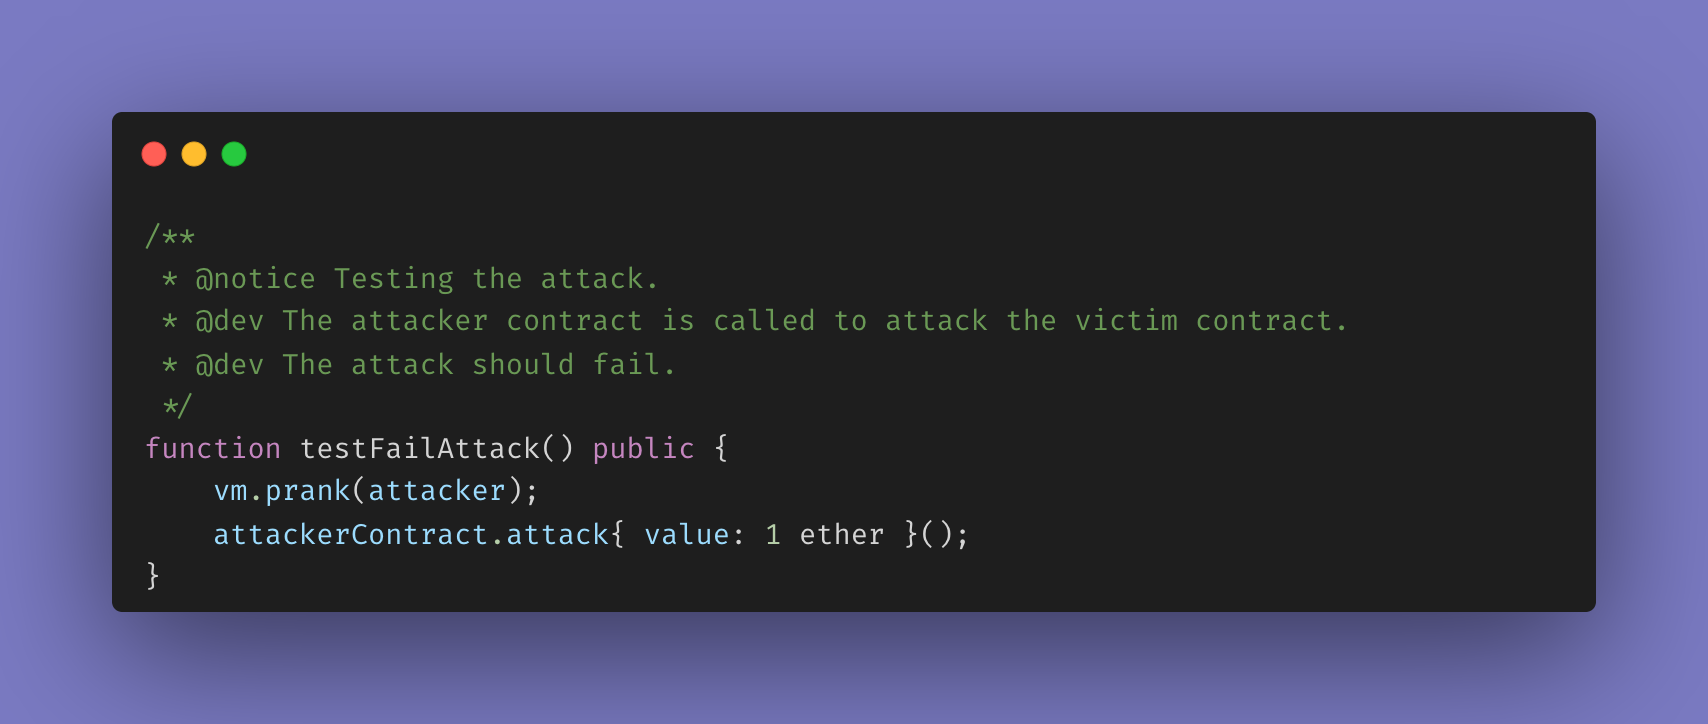 /**
 * @notice Testing the attack.
 * @dev The attacker contract is called to attack the victim contract.
 * @dev The attack should fail.
 */
function testFailAttack() public {
    vm.prank(attacker);
    attackerContract.attack{ value: 1 ether }();
}